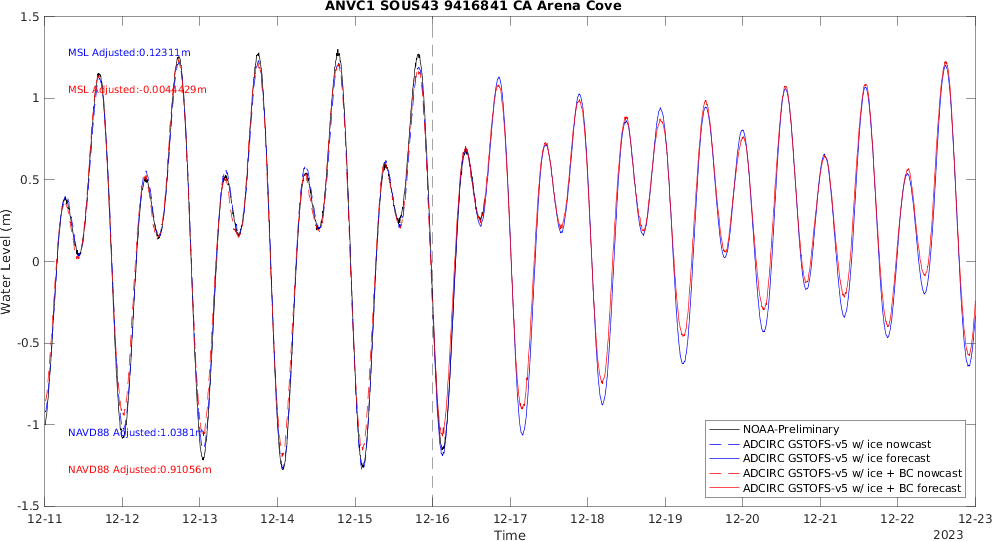 ANVC1 SOUS43 9416841 CA Arena Cove
1.5
1
0.5
0
-0.5
-1
-1.5
Water Level (m)
MSL Adjusted:0.12311m
MSL Adjusted:-0.0044429m
NAVD88 Adjusted:1.0381m
NAVD88 Adjusted:0.91056m
NOAA-Preliminary
ADCIRC GSTOFS-v5 w/ ice nowcast
ADCIRC GSTOFS-v5 w/ ice forecast
ADCIRC GSTOFS-v5 w/ ice + BC nowcast
ADCIRC GSTOFS-v5 w/ ice + BC forecast
12-11 12-12 12-13 12-14 12-15 12-16 12-17 12-18 12-19 12-20 12-21 12-22 12-23
Time
2023